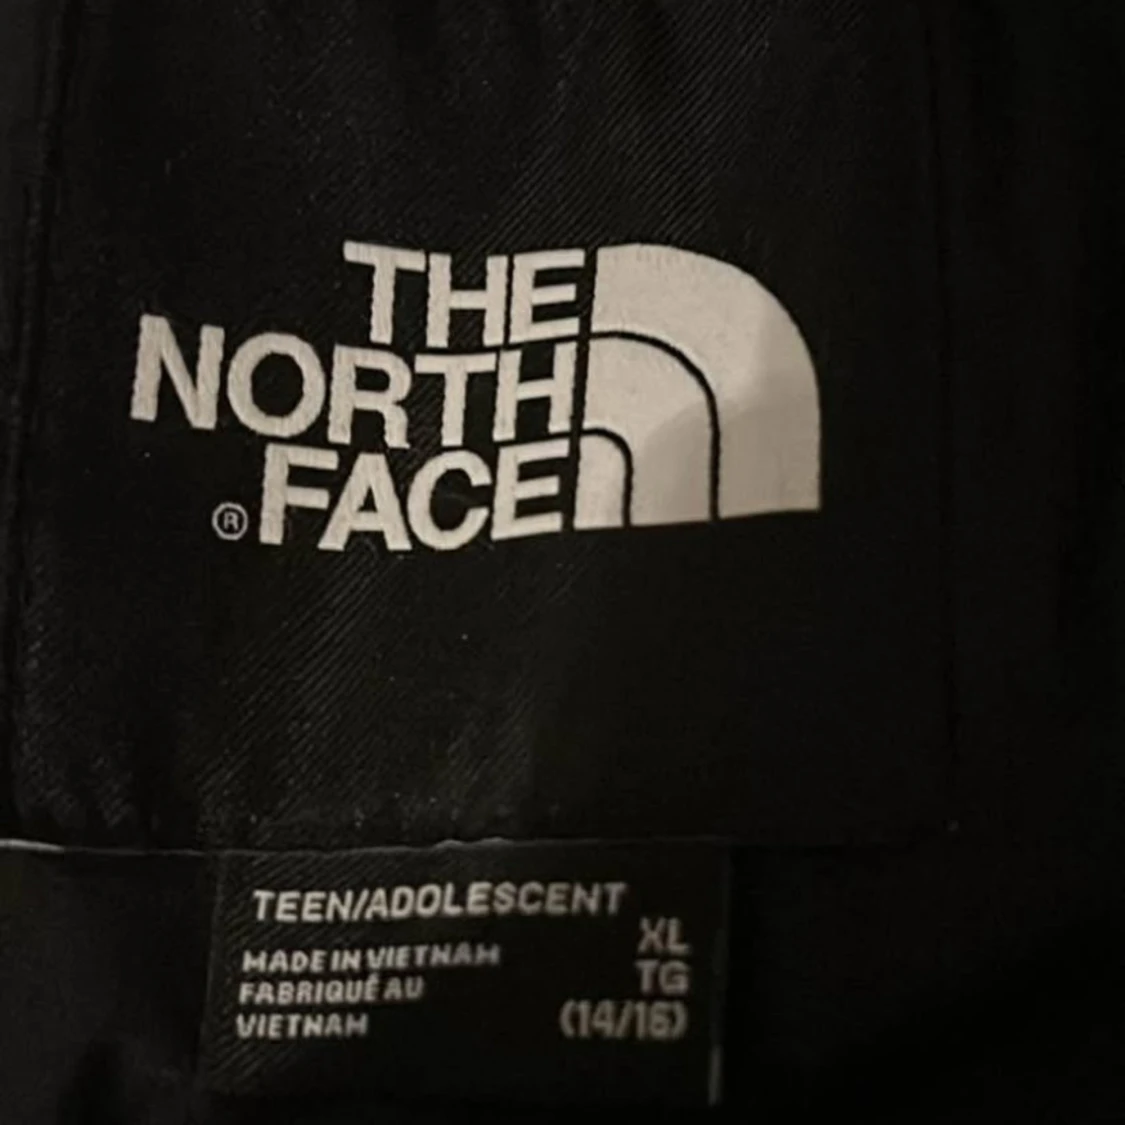 THE
NORTH
® FACE
TEEN/ADOLESCENT
XL
MADE IN VIETNAM
TG
FABRIQUÉ AU
VIETNAM
(14/16)